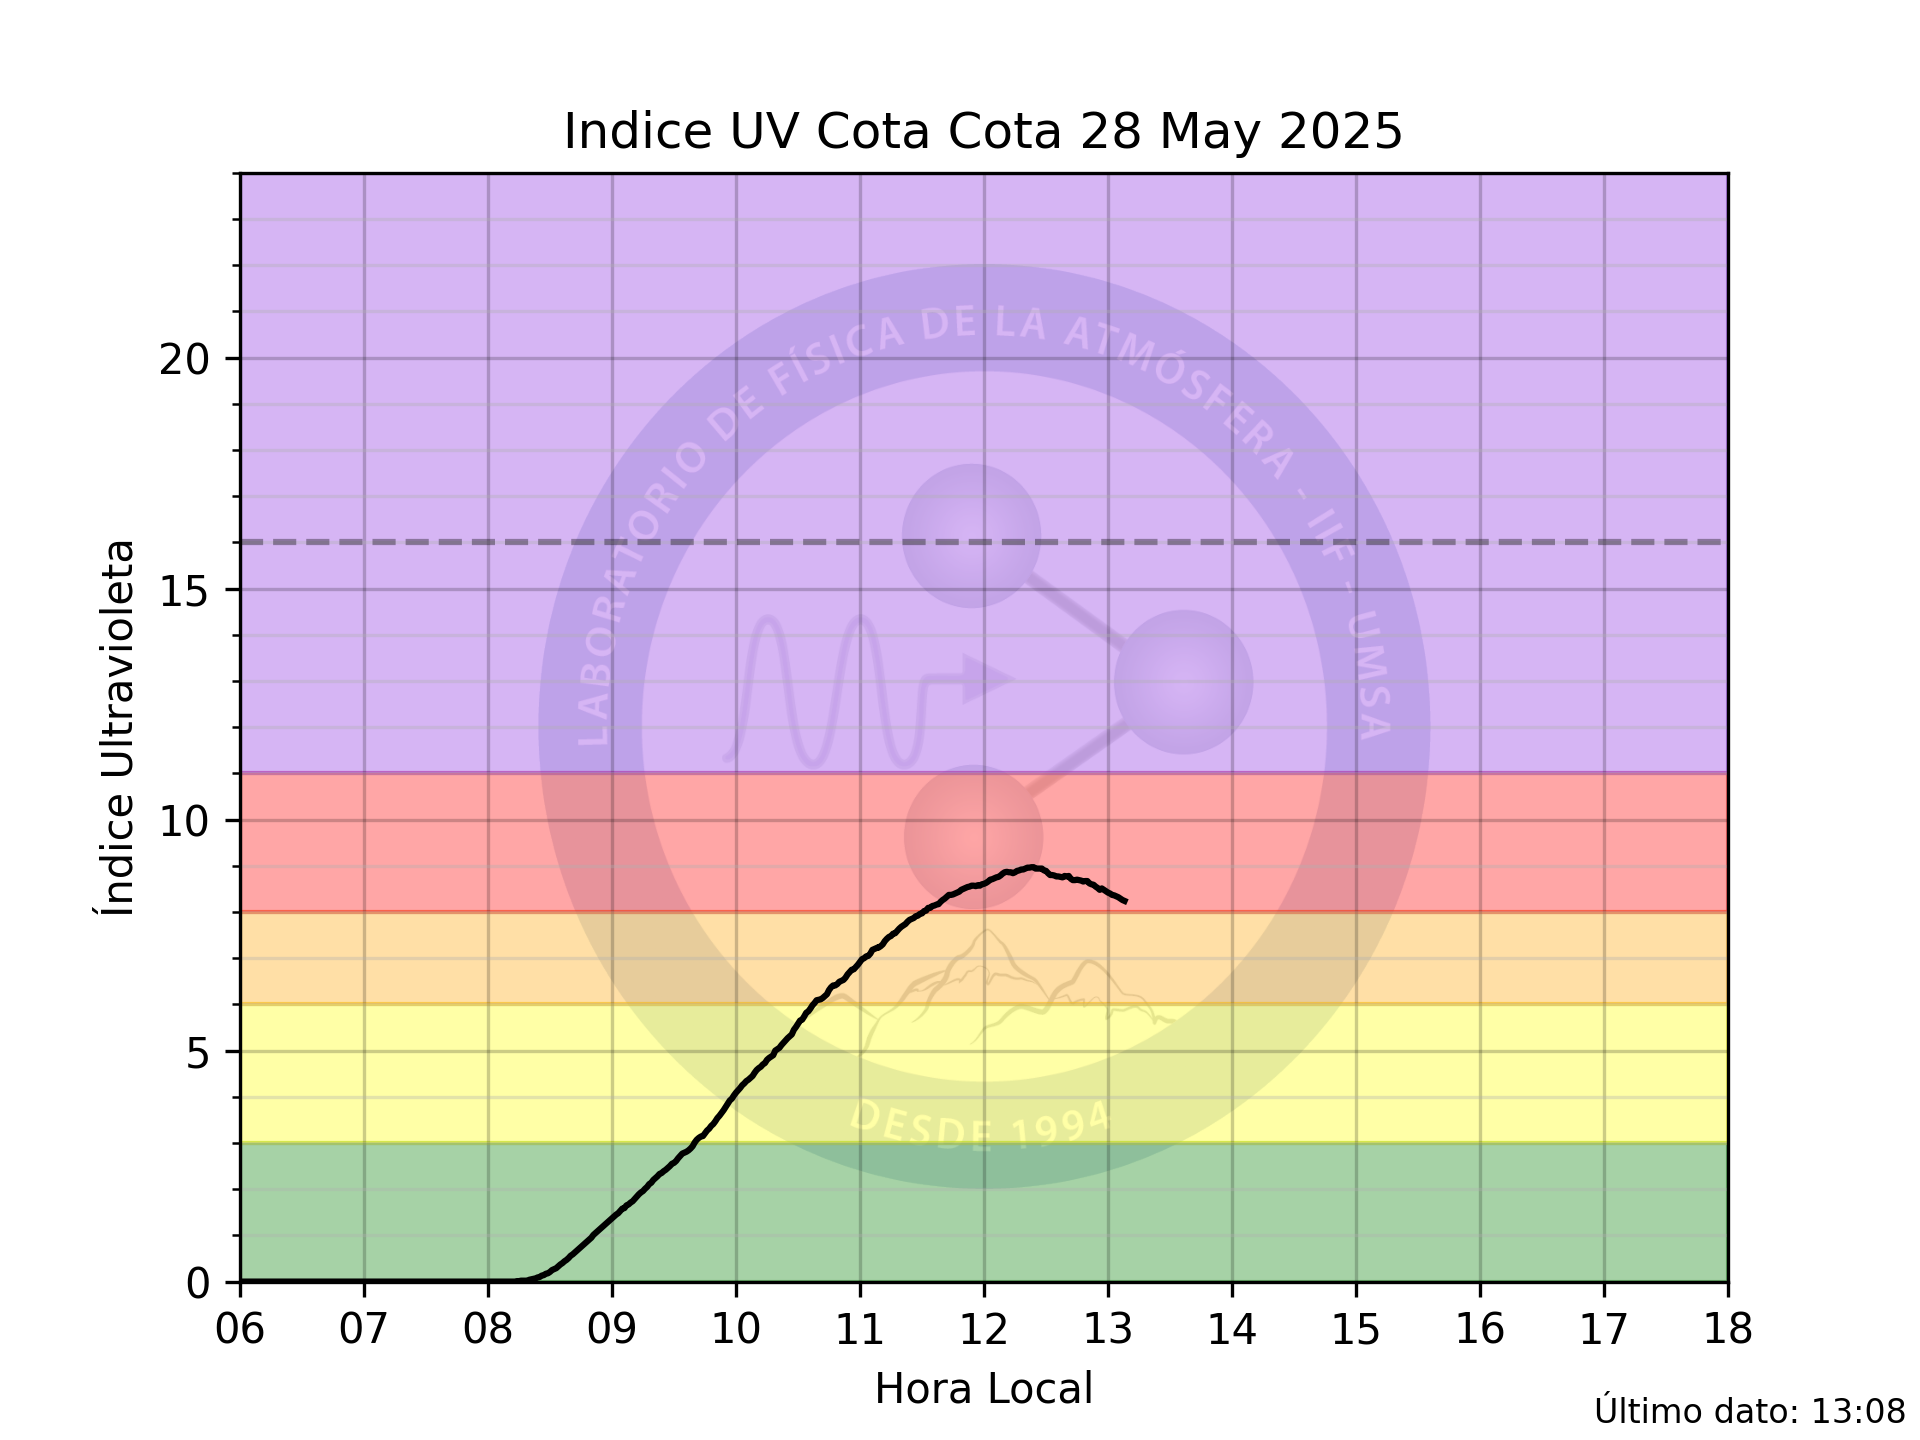 Indice UV Cota Cota 28 May 2025
LABORATORIO DE FÍSICA DE LA ATMÓSFERA - IIF - UMSA
DESDE 1994
Índice Ultravioleta
20
15
10
5
0
06 07 08 09 10 11 12 13 14 15 16 17 18
Hora Local
Último dato: 13:08